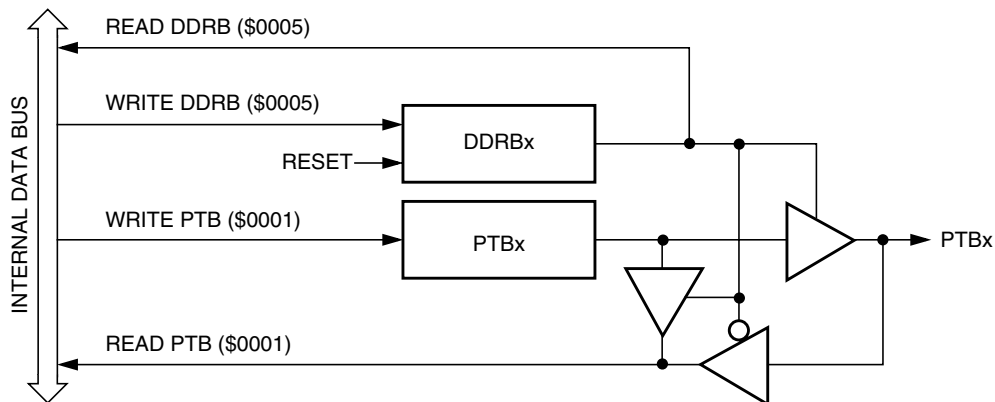 READ DDRB ($0005)
WRITE DDRB ($0005)
DDRBx
RESET
INTERNAL DATA BUS
WRITE PTB ($0001)
PTBx
PTBx
READ PTB ($0001)